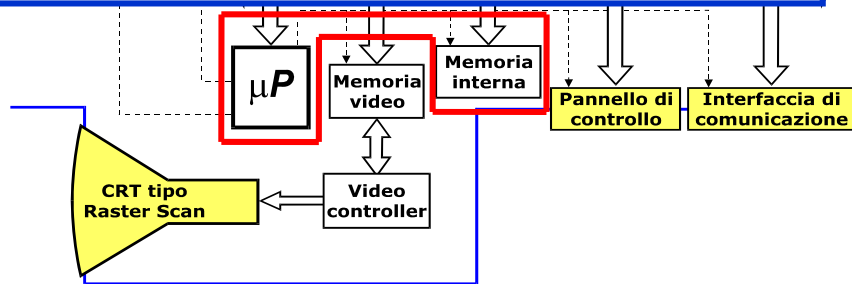 μP
Memoria
video
Memoria
interna
Pannello di
controllo
Interfaccia di
comunicazione
CRT tipo
Raster Scan
Video
controller